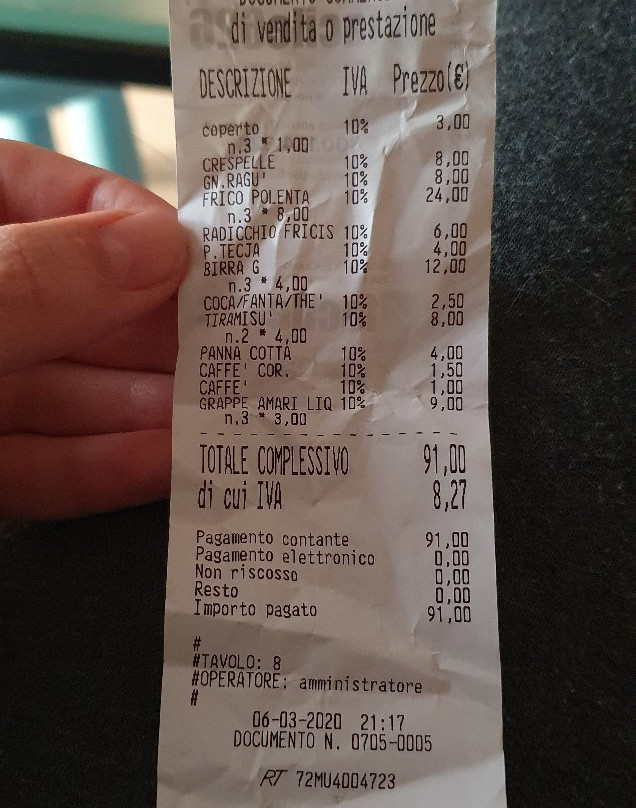 di vendita o prestazione
DESCRIZIONE IVA Prezzo(€)
coperto 10% 3,00
n.3 * 1,00
CRESPELLE 10% 8,00
GN.RAGU' 10% 8,00
FRICO POLENTA 10% 24,00
n.3 * 8,00
RADICCHIO FRICIS 10% 6,00
P.TECJA 10% 4,00
BIRRA G 10% 12,00
n.3 * 4,00
COCA/FANTA/THE' 10% 2,50
TIRAMISU' 10% 8,00
n.2 * 4,00
PANNA COTTA 10% 4,00
CAFFE' COR. 10% 1,50
CAFFE' 10% 1,00
GRAPPE AMARI LIQ 10% 9,00
n.3 * 3,00
TOTALE COMPLESSIVO 91,00
di cui IVA 8,27
Pagamento contante 91,00
Pagamento elettronico 0,00
Non riscosso 0,00
Resto 0,00
Importo pagato 91,00
#
#TAVOLO: 8
#OPERATORE: amministratore
#
06-03-2020 21:17
DOCUMENTO N. 0705-0005
RT 72MU4004723